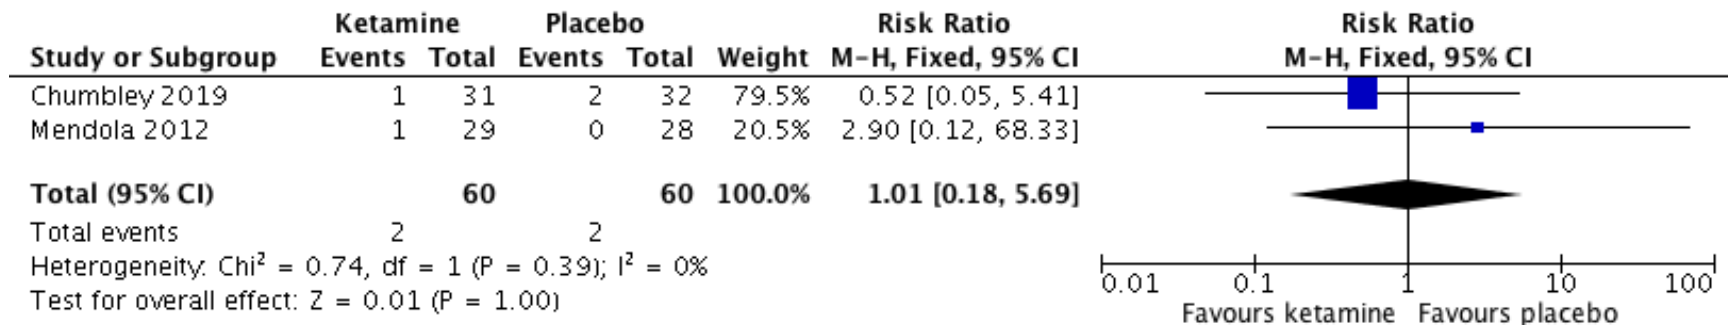 Ketamine Placebo Risk Ratio Risk Ratio
Study or Subgroup Events Total Events Total Weight M-H, Fixed, 95% CI M-H, Fixed, 95% CI
Chumbley 2019 1 31 2 32 79.5% 0.52 [0.05, 5.41]
Mendola 2012 1 29 0 28 20.5% 2.90 [0.12, 68.33]
Total (95% CI) 60 60 100.0% 1.01 [0.18, 5.69]
Total events 2 2
Heterogeneity: Chi² = 0.74, df = 1 (P = 0.39); I² = 0%
Test for overall effect: Z = 0.01 (P = 1.00)
0.01 0.1 1 10 100
Favours ketamine Favours placebo